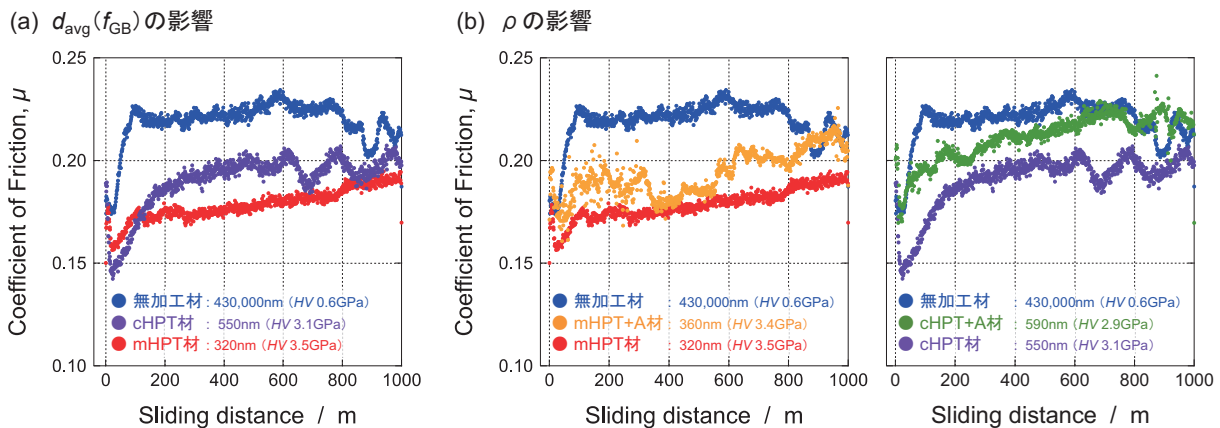 (a) davg(fGB)の影響
Coefficient of Friction, μ
0.25
0.20
0.15
0.10
無加工材 : 430,000nm (HV 0.6GPa)
cHPT材 : 550nm (HV 3.1GPa)
mHPT材 : 320nm (HV 3.5GPa)
0 200 400 600 800 1000
Sliding distance / m
(b) ρの影響
Coefficient of Friction, μ
0.25
0.20
0.15
0.10
無加工材 : 430,000nm (HV 0.6GPa)
mHPT+A材 : 360nm (HV 3.4GPa)
mHPT材 : 320nm (HV 3.5GPa)
0 200 400 600 800 1000
Sliding distance / m
無加工材 : 430,000nm (HV 0.6GPa)
cHPT+A材 : 590nm (HV 2.9GPa)
cHPT材 : 550nm (HV 3.1GPa)
0 200 400 600 800 1000
Sliding distance / m